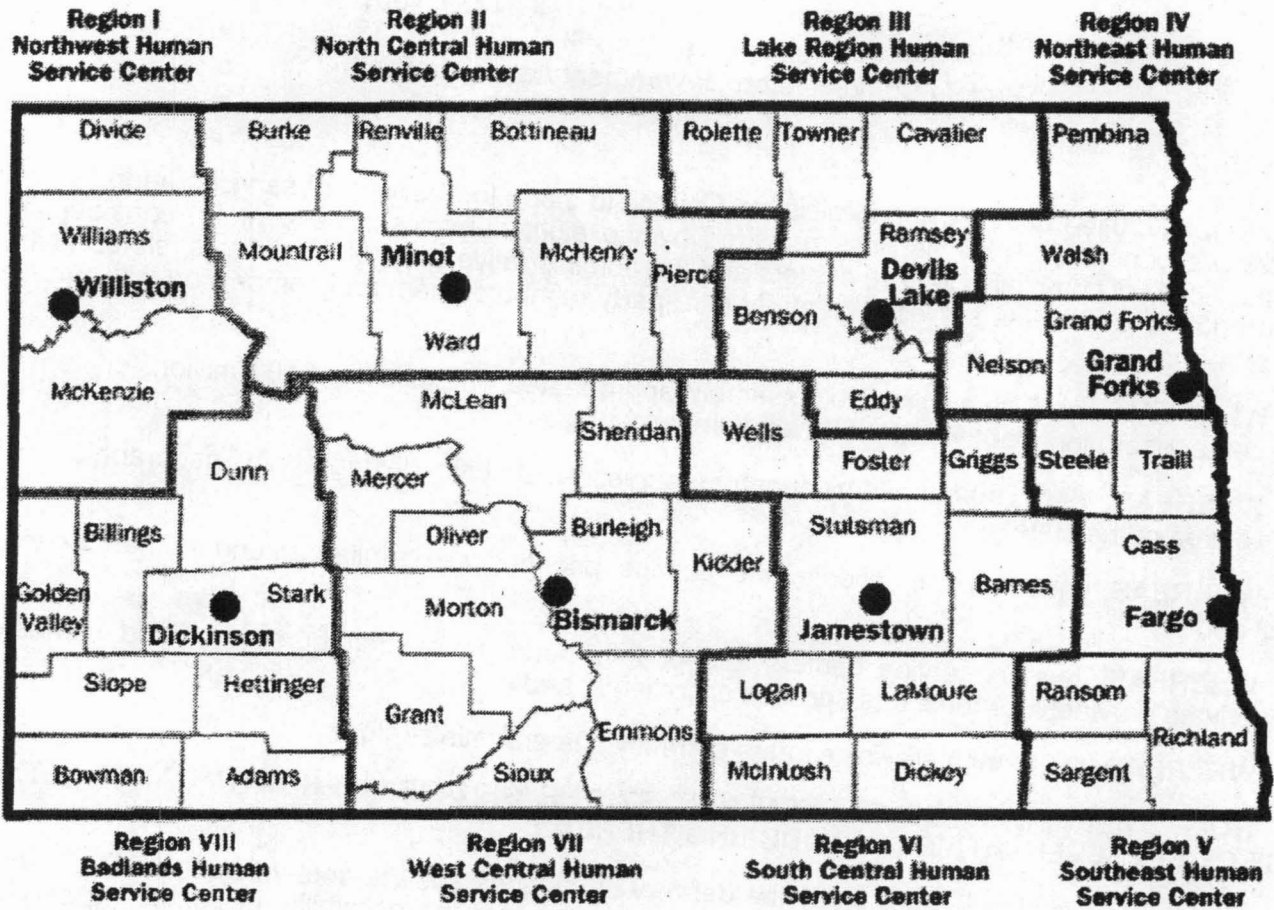 Region I
Northwest Human
Service Center
Region II
North Central Human
Service Center
Region III
Lake Region Human
Service Center
Region IV
Northeast Human
Service Center
Divide
Burke
Renville
Bottineau
Rolette
Towner
Cavalier
Pembina
Williams
Mountrail
Minot
McHenry
Pierce
Ramsey
Walsh
Williston
Devils
Lake
Benson
Ward
Grand Forks
Nelson
Grand
Forks
McKenzie
McLean
Eddy
Sheridan
Wells
Dunn
Mercer
Foster
Griggs
Steele
Traill
Billings
Oliver
Burleigh
Stutsman
Kidder
Cass
Golden
Valley
Stark
Morton
Barnes
Dickinson
Bismarck
Jamestown
Fargo
Slope
Hettinger
Grant
Emmons
Logan
LaMoure
Ransom
Richland
Bowman
Adams
Sioux
McIntosh
Dickey
Sargent
Region VIII
Badlands Human
Service Center
Region VII
West Central Human
Service Center
Region VI
South Central Human
Service Center
Region V
Southeast Human
Service Center